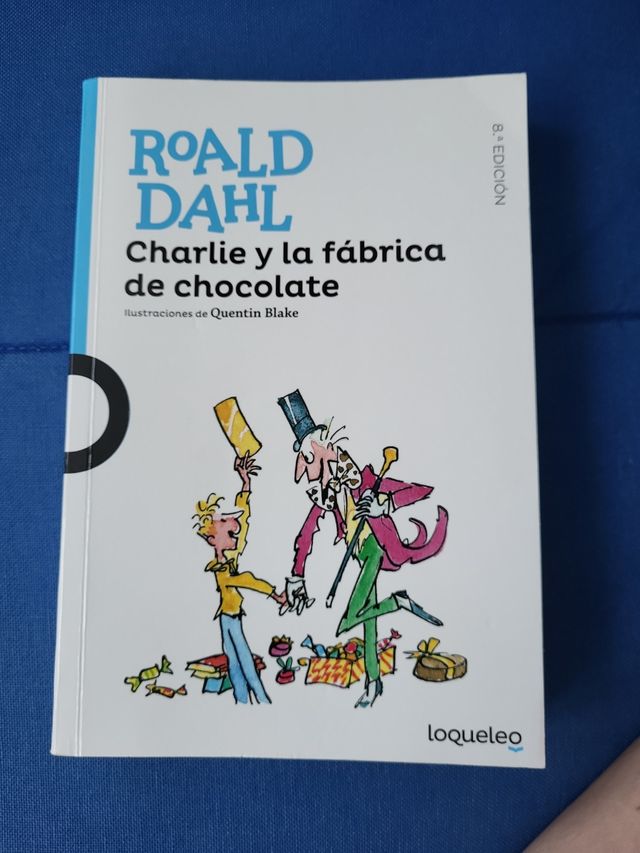 ROALD
DAHL
8.ª EDICIÓN
Charlie y la fábrica
de chocolate
Ilustraciones de Quentin Blake
loqueleo